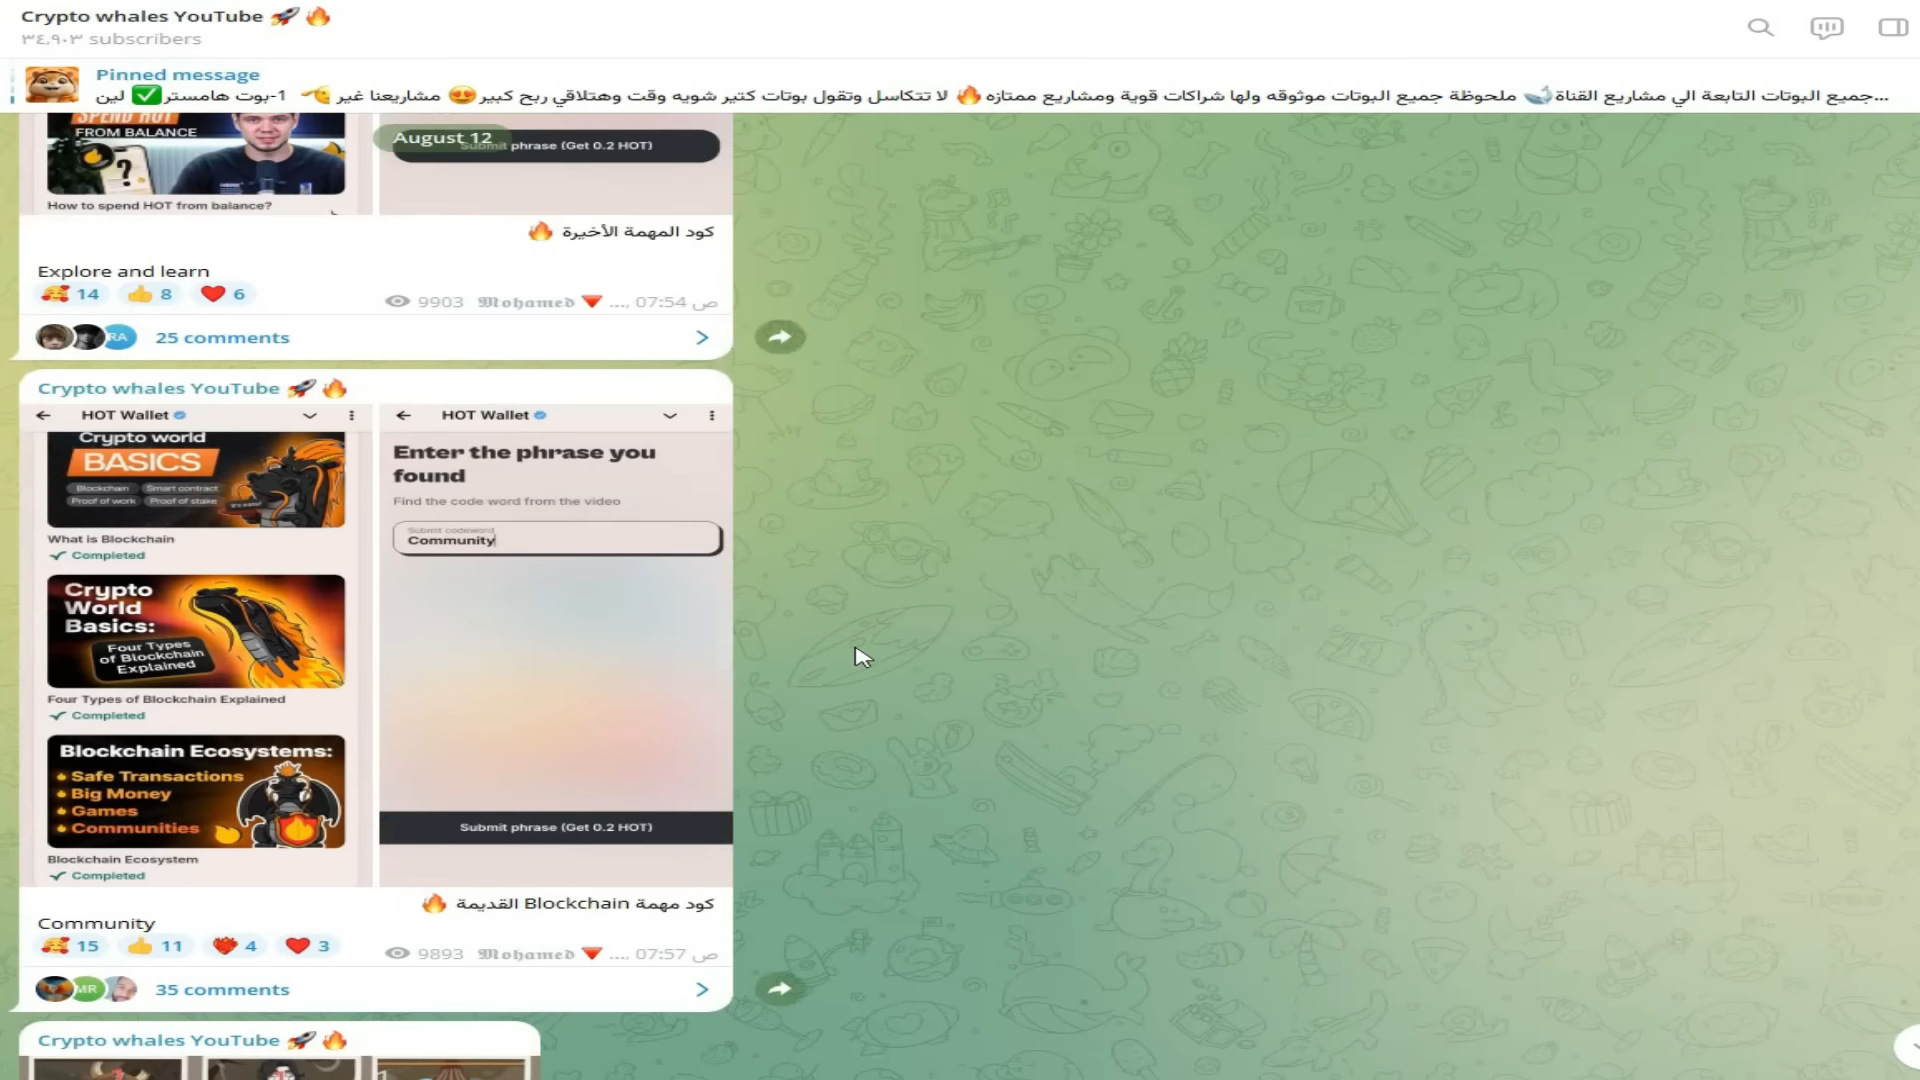 Crypto whales YouTube 🚀 🔥
٣٤,٩٠٣ subscribers
Pinned message
جميع البوتات التابعة الي مشاريع القناة🐳 ملحوظة جميع البوتات موثوقه ولها شراكات قوية ومشاريع ممتازه 🔥 لا تتكاسل وتقول بوتات كتير شويه وقت وهتلاقي ربح كبير😍 مشاريعنا غير 🫡 1-بوت هامستر✅ لين...
August 12
SPEND HOT
FROM BALANCE
How to spend HOT from balance?
Submit phrase (Get 0.2 HOT)
كود المهمة الأخيرة 🔥
Explore and learn
🥰 14 👍 8 ❤️ 6
9903 𝕸𝖔𝖍𝖆𝖒𝖊𝖉 🔻 ..., 07:54 ص
RA
25 comments
Crypto whales YouTube 🚀 🔥
HOT Wallet
Crypto world
BASICS
Blockchain Smart contract
Proof of work Proof of stake
What is Blockchain
Completed
Crypto
World
Basics:
Four Types
of Blockchain
Explained
Four Types of Blockchain Explained
Completed
Blockchain Ecosystems:
Safe Transactions
Big Money
Games
Communities
Blockchain Ecosystem
Completed
HOT Wallet
Enter the phrase you
found
Find the code word from the video
Submit codeword
Community
Submit phrase (Get 0.2 HOT)
كود مهمة Blockchain القديمة 🔥
Community
🥰 15 👍 11 ❤️‍🔥 4 ❤️ 3
9893 𝕸𝖔𝖍𝖆𝖒𝖊𝖉 🔻 ..., 07:57 ص
MR
35 comments
Crypto whales YouTube 🚀 🔥